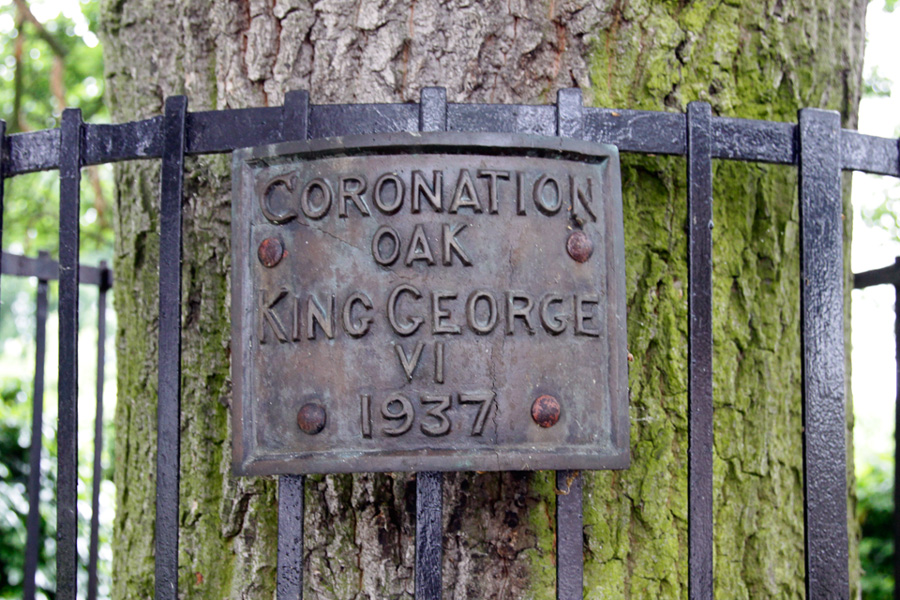 CORONATION
OAK
KING GEORGE
VI
1937